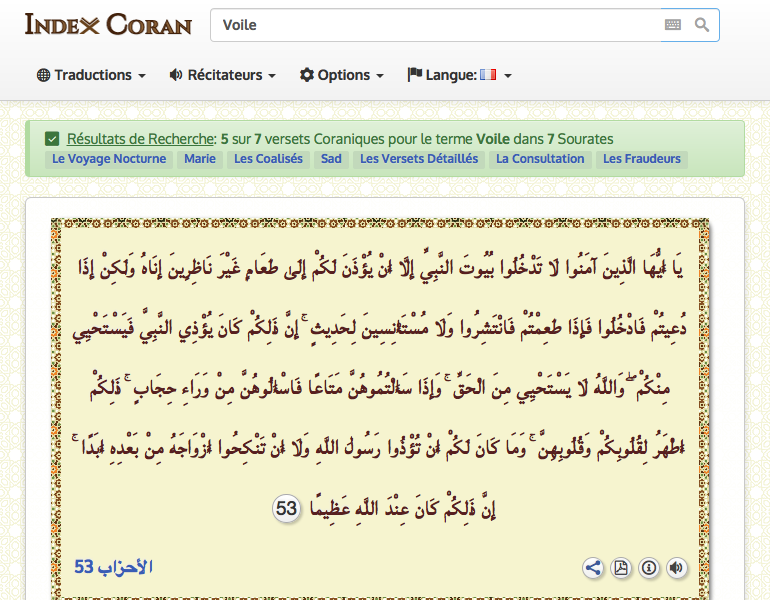 INDEX CORAN
Voile
Traductions
Récitateurs
Options
Langue:
Résultats de Recherche: 5 sur 7 versets Coraniques pour le terme Voile dans 7 Sourates
Le Voyage Nocturne Marie Les Coalisés Sad Les Versets Détaillés La Consultation Les Fraudeurs
يَا أَيُّهَا الَّذِينَ آمَنُوا لَا تَدْخُلُوا بُيُوتَ النَّبِيِّ إِلَّا أَنْ يُؤْذَنَ لَكُمْ إِلَىٰ طَعَامٍ غَيْرَ نَاظِرِينَ إِنَاهُ وَلَٰكِنْ إِذَا
دُعِيتُمْ فَادْخُلُوا فَإِذَا طَعِمْتُمْ فَانْتَشِرُوا وَلَا مُسْتَأْنِسِينَ لِحَدِيثٍ ۚ إِنَّ ذَٰلِكُمْ كَانَ يُؤْذِي النَّبِيَّ فَيَسْتَحْيِي
مِنْكُمْ ۖ وَاللَّهُ لَا يَسْتَحْيِي مِنَ الْحَقِّ ۚ وَإِذَا سَأَلْتُمُوهُنَّ مَتَاعًا فَاسْأَلُوهُنَّ مِنْ وَرَاءِ حِجَابٍ ۚ ذَٰلِكُمْ
أَطْهَرُ لِقُلُوبِكُمْ وَقُلُوبِهِنَّ ۚ وَمَا كَانَ لَكُمْ أَنْ تُؤْذُوا رَسُولَ اللَّهِ وَلَا أَنْ تَنْكِحُوا أَزْوَاجَهُ مِنْ بَعْدِهِ أَبَدًا ۚ
إِنَّ ذَٰلِكُمْ كَانَ عِنْدَ اللَّهِ عَظِيمًا 53
الأحزاب 53